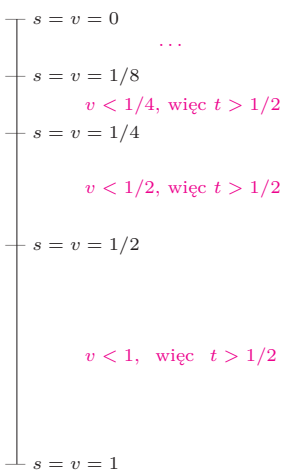 s = v = 0
...
s = v = 1/8
v < 1/4, więc t > 1/2
s = v = 1/4
v < 1/2, więc t > 1/2
s = v = 1/2
v < 1, więc t > 1/2
s = v = 1